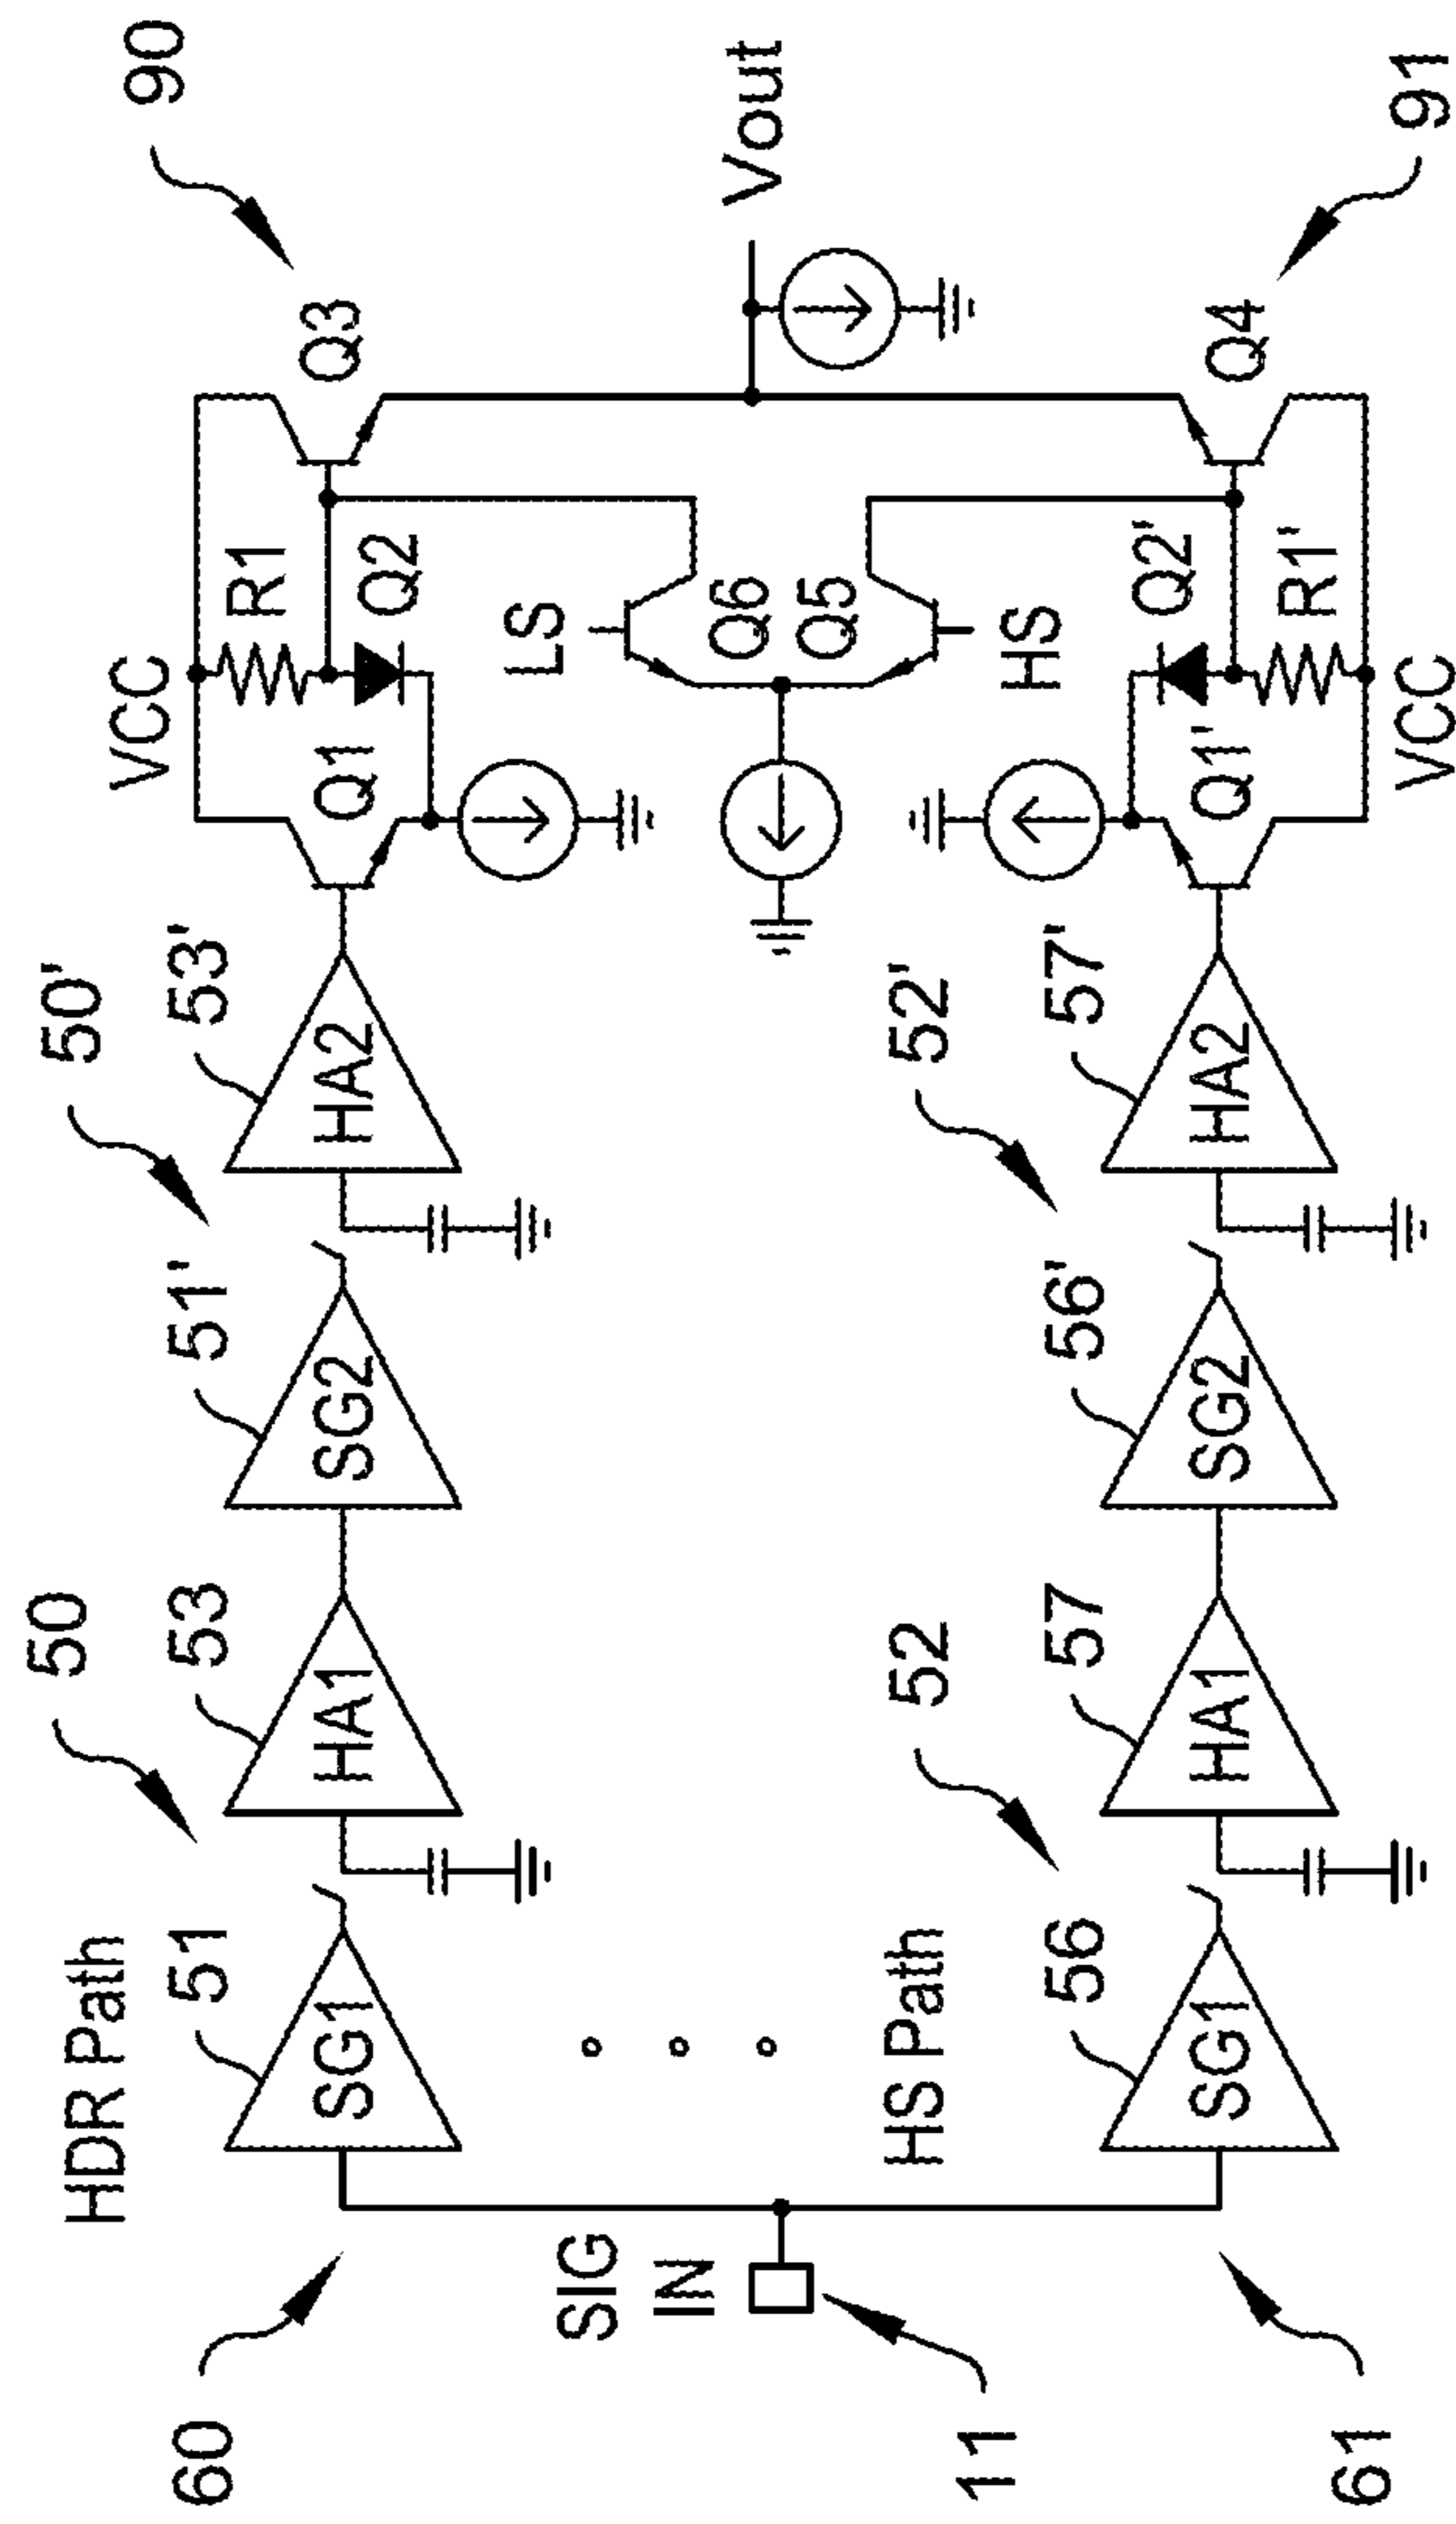 HDR Path
60
50
50'
90
51
53
51'
53'
SG1
HA1
SG2
HA2
VCC
Q1
R1
Q2
Q3
SIG
IN
11
LS
Q6
Q5
HS
Vout
HS Path
61
52
52'
91
56
57
56'
57'
SG1
HA1
SG2
HA2
Q1'
Q2'
R1'
Q4
VCC